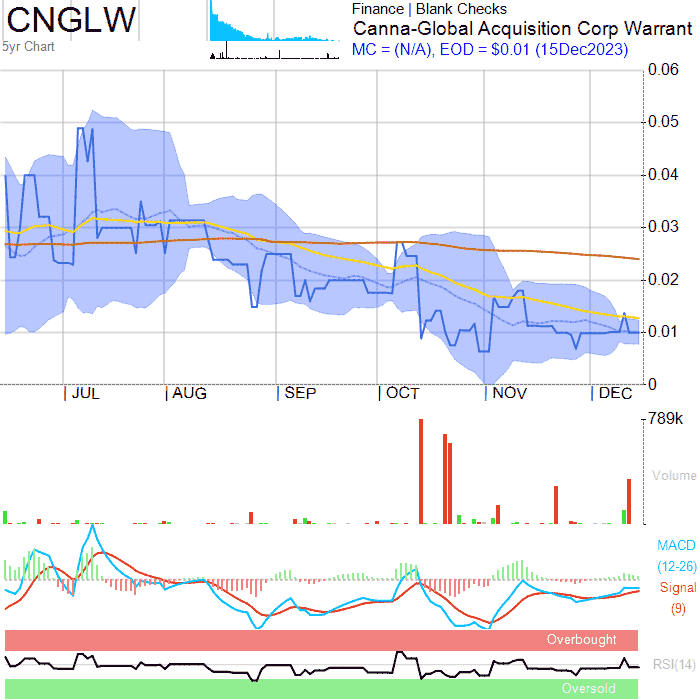 CNGLW
5yr Chart
Finance | Blank Checks
Canna-Global Acquisition Corp Warrant
MC = (N/A), EOD = $0.01 (15Dec2023)
0.06
0.05
0.04
0.03
0.02
0.01
0
JUL AUG SEP OCT NOV DEC
789k
Volume
MACD
(12-26)
Signal
(9)
Overbought
RSI(14)
Oversold